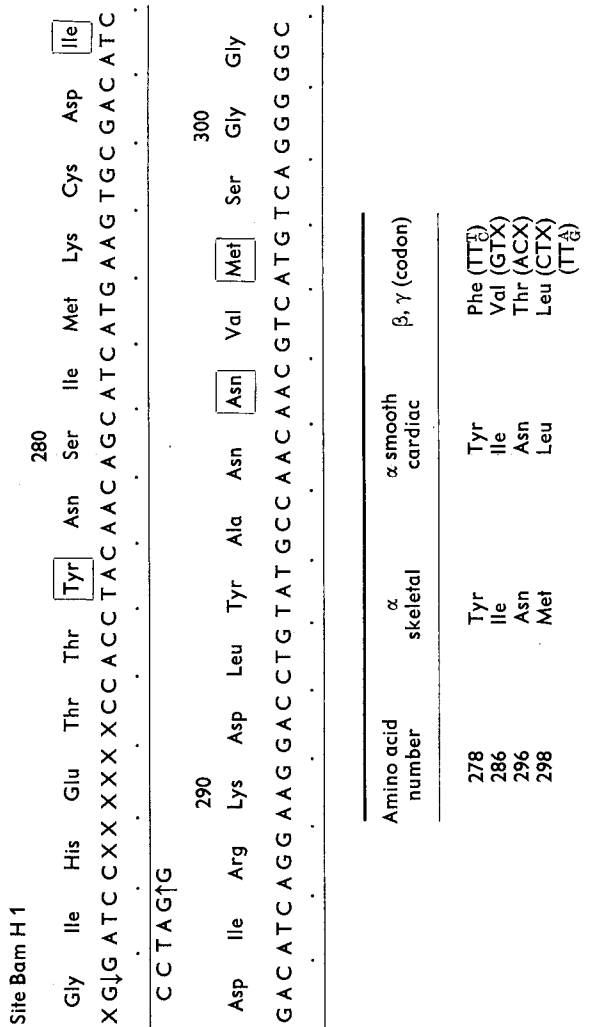 Site Bam H 1
280
Gly Ile His Glu Thr Thr Tyr Asn Ser Ile Met Lys Cys Asp Ile
X G↓G A T C C X X X X X X C C A C C T A C A A C A G C A T C A T G A A G T G C G A C A T C
C C T A G↑G
290 300
Asp Ile Arg Lys Asp Leu Tyr Ala Asn Asn Val Met Ser Gly Gly
G A C A T C A G G A A G G A C C T G T A T G C C A A C A A C G T C A T G T C A G G G G G C
Amino acid number α skeletal α smooth cardiac β, γ (codon)
278 Tyr Tyr Phe (TT T/C)
286 Ile Ile Val (GTX)
296 Asn Asn Thr (ACX)
298 Met Leu Leu (CTX)
(TT A/G)